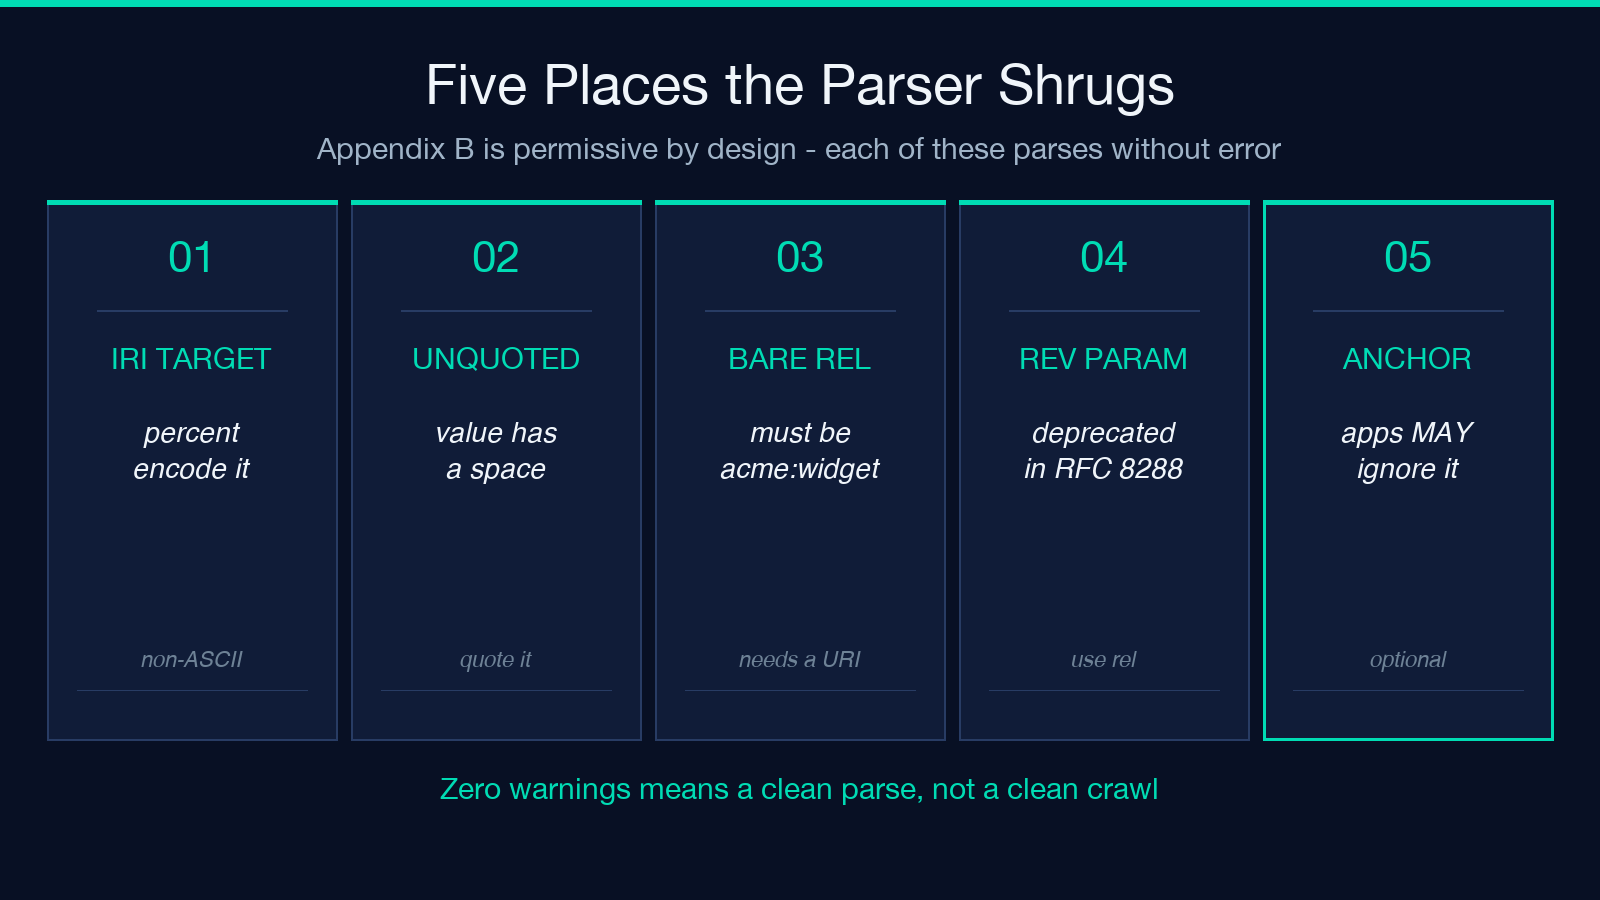 Five Places the Parser Shrugs
Appendix B is permissive by design - each of these parses without error
01
IRI TARGET
percent
encode it
non-ASCII
02
UNQUOTED
value has
a space
quote it
03
BARE REL
must be
acme:widget
needs a URI
04
REV PARAM
deprecated
in RFC 8288
use rel
05
ANCHOR
apps MAY
ignore it
optional
Zero warnings means a clean parse, not a clean crawl